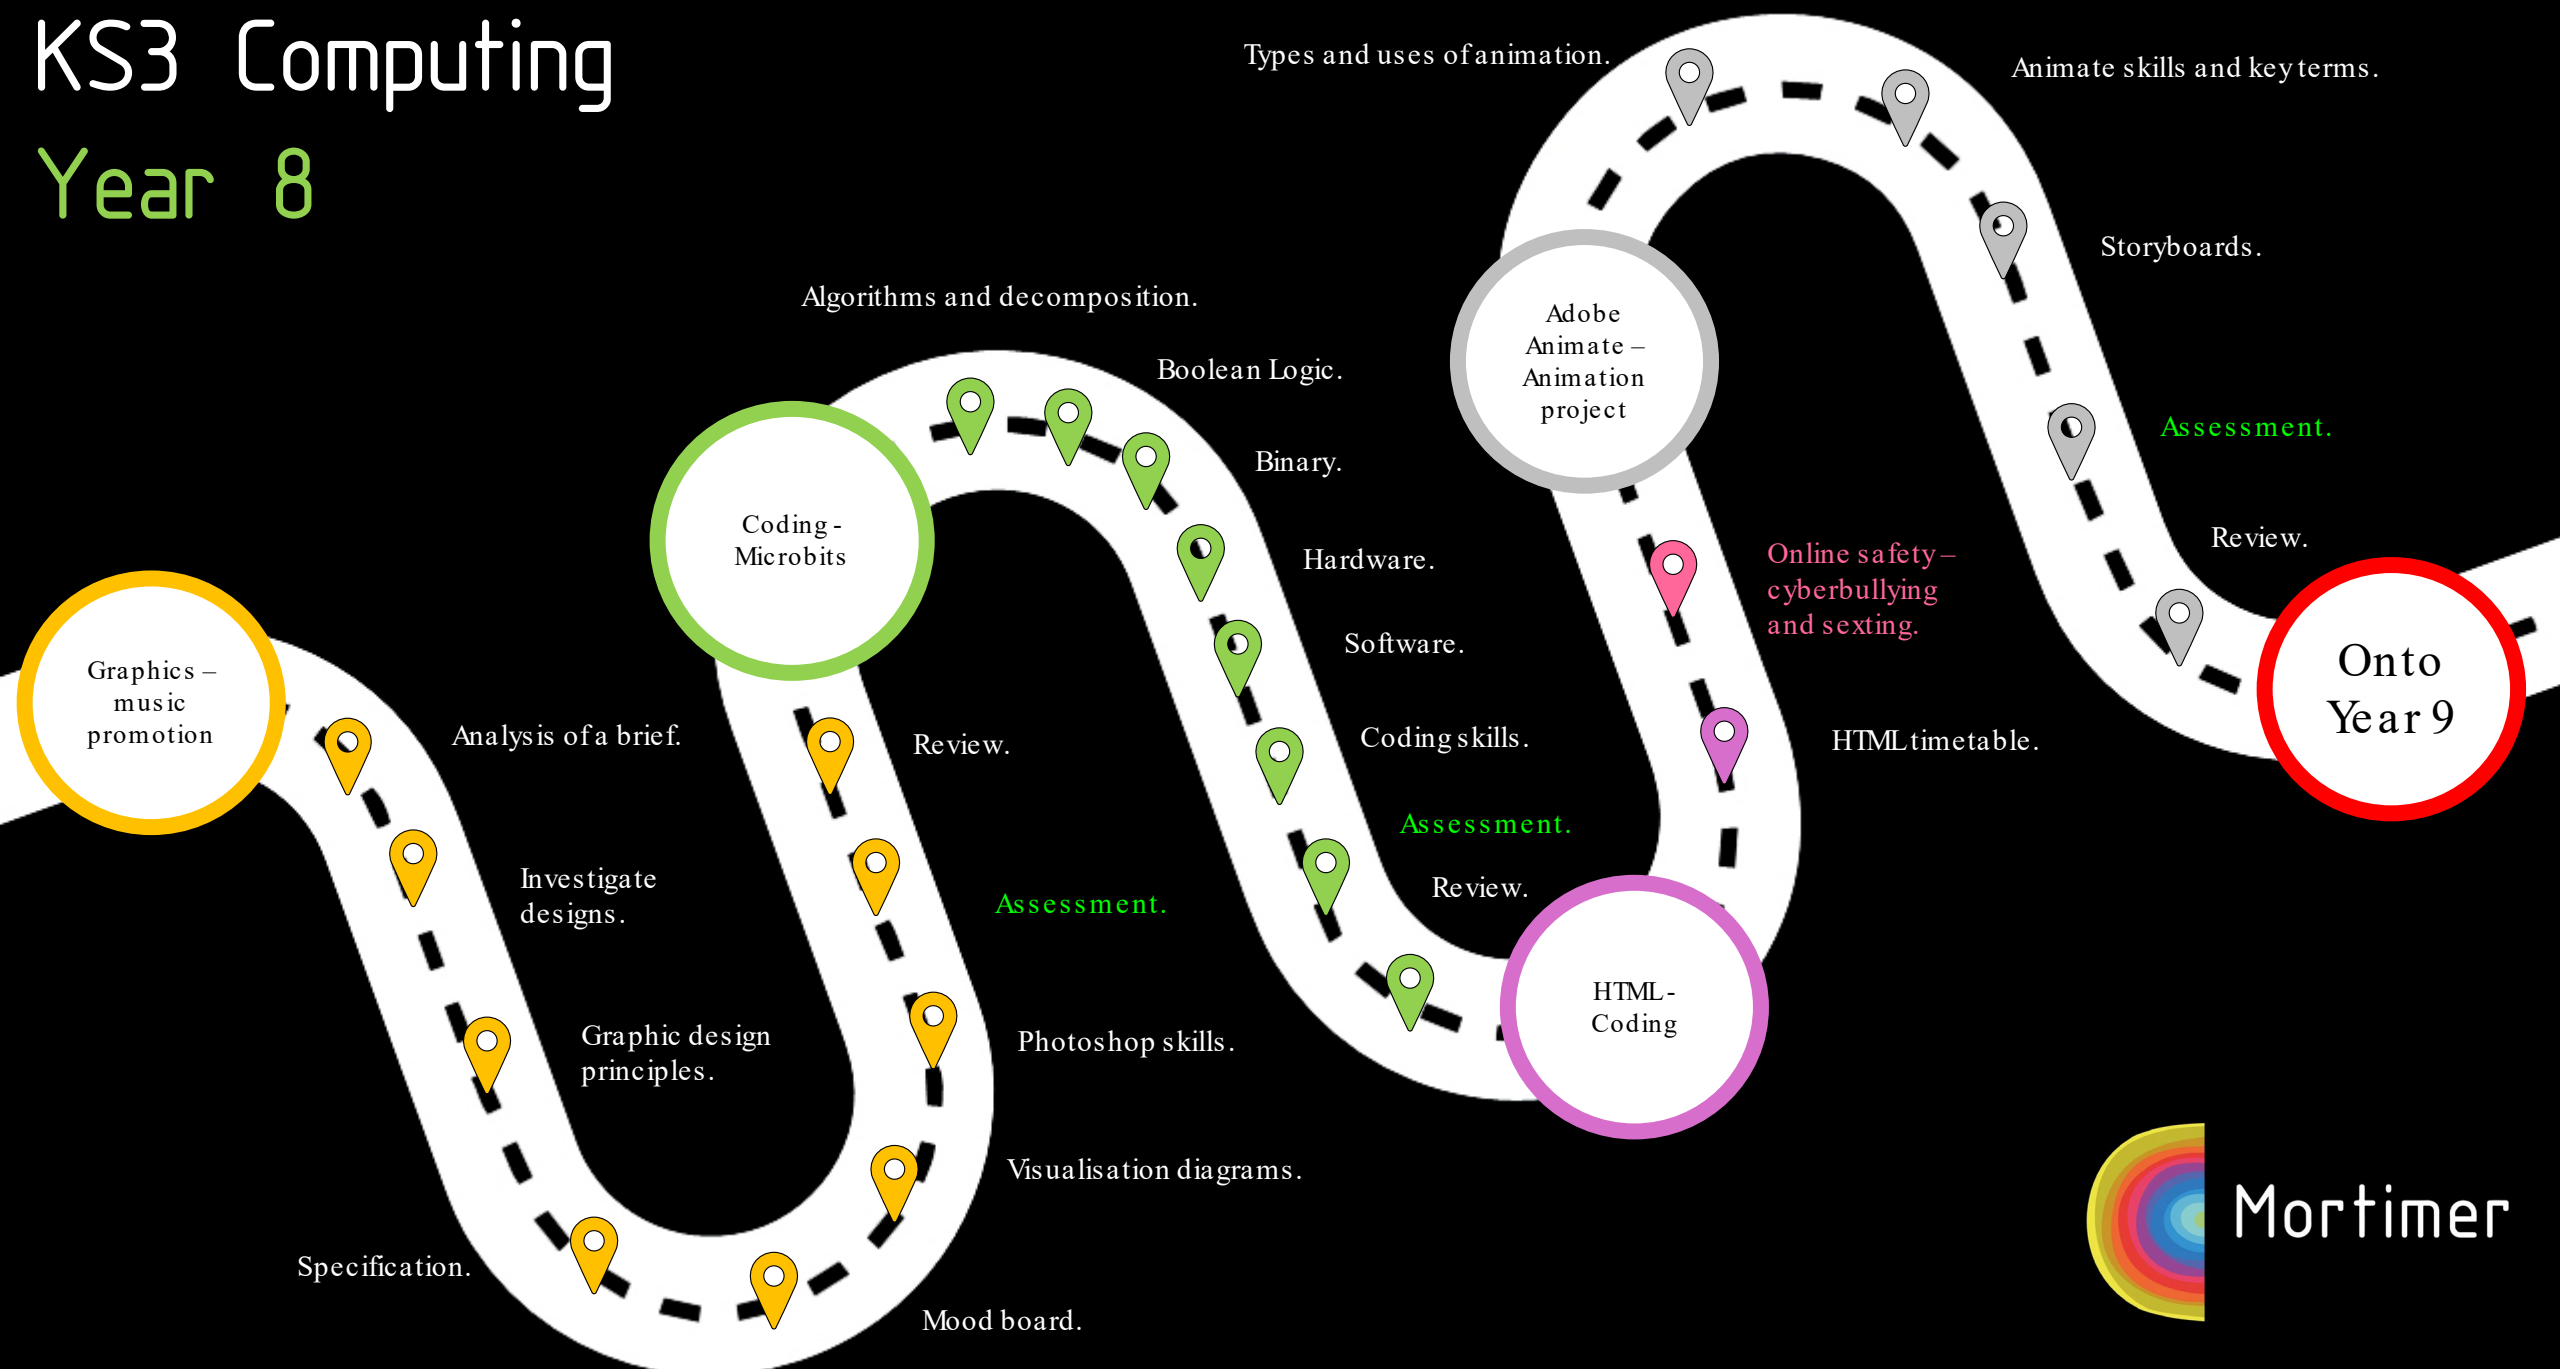 KS3 Computing
Year 8
Graphics –
music
promotion
Analysis of a brief.
Investigate
designs.
Graphic design
principles.
Specification.
Mood board.
Visualisation diagrams.
Photoshop skills.
Assessment.
Review.
Coding -
Microbits
Algorithms and decomposition.
Boolean Logic.
Binary.
Hardware.
Software.
Coding skills.
Assessment.
Review.
HTML -
Coding
HTML timetable.
Online safety –
cyberbullying
and sexting.
Adobe
Animate –
Animation
project
Types and uses of animation.
Animate skills and key terms.
Storyboards.
Assessment.
Review.
Onto
Year 9
Mortimer